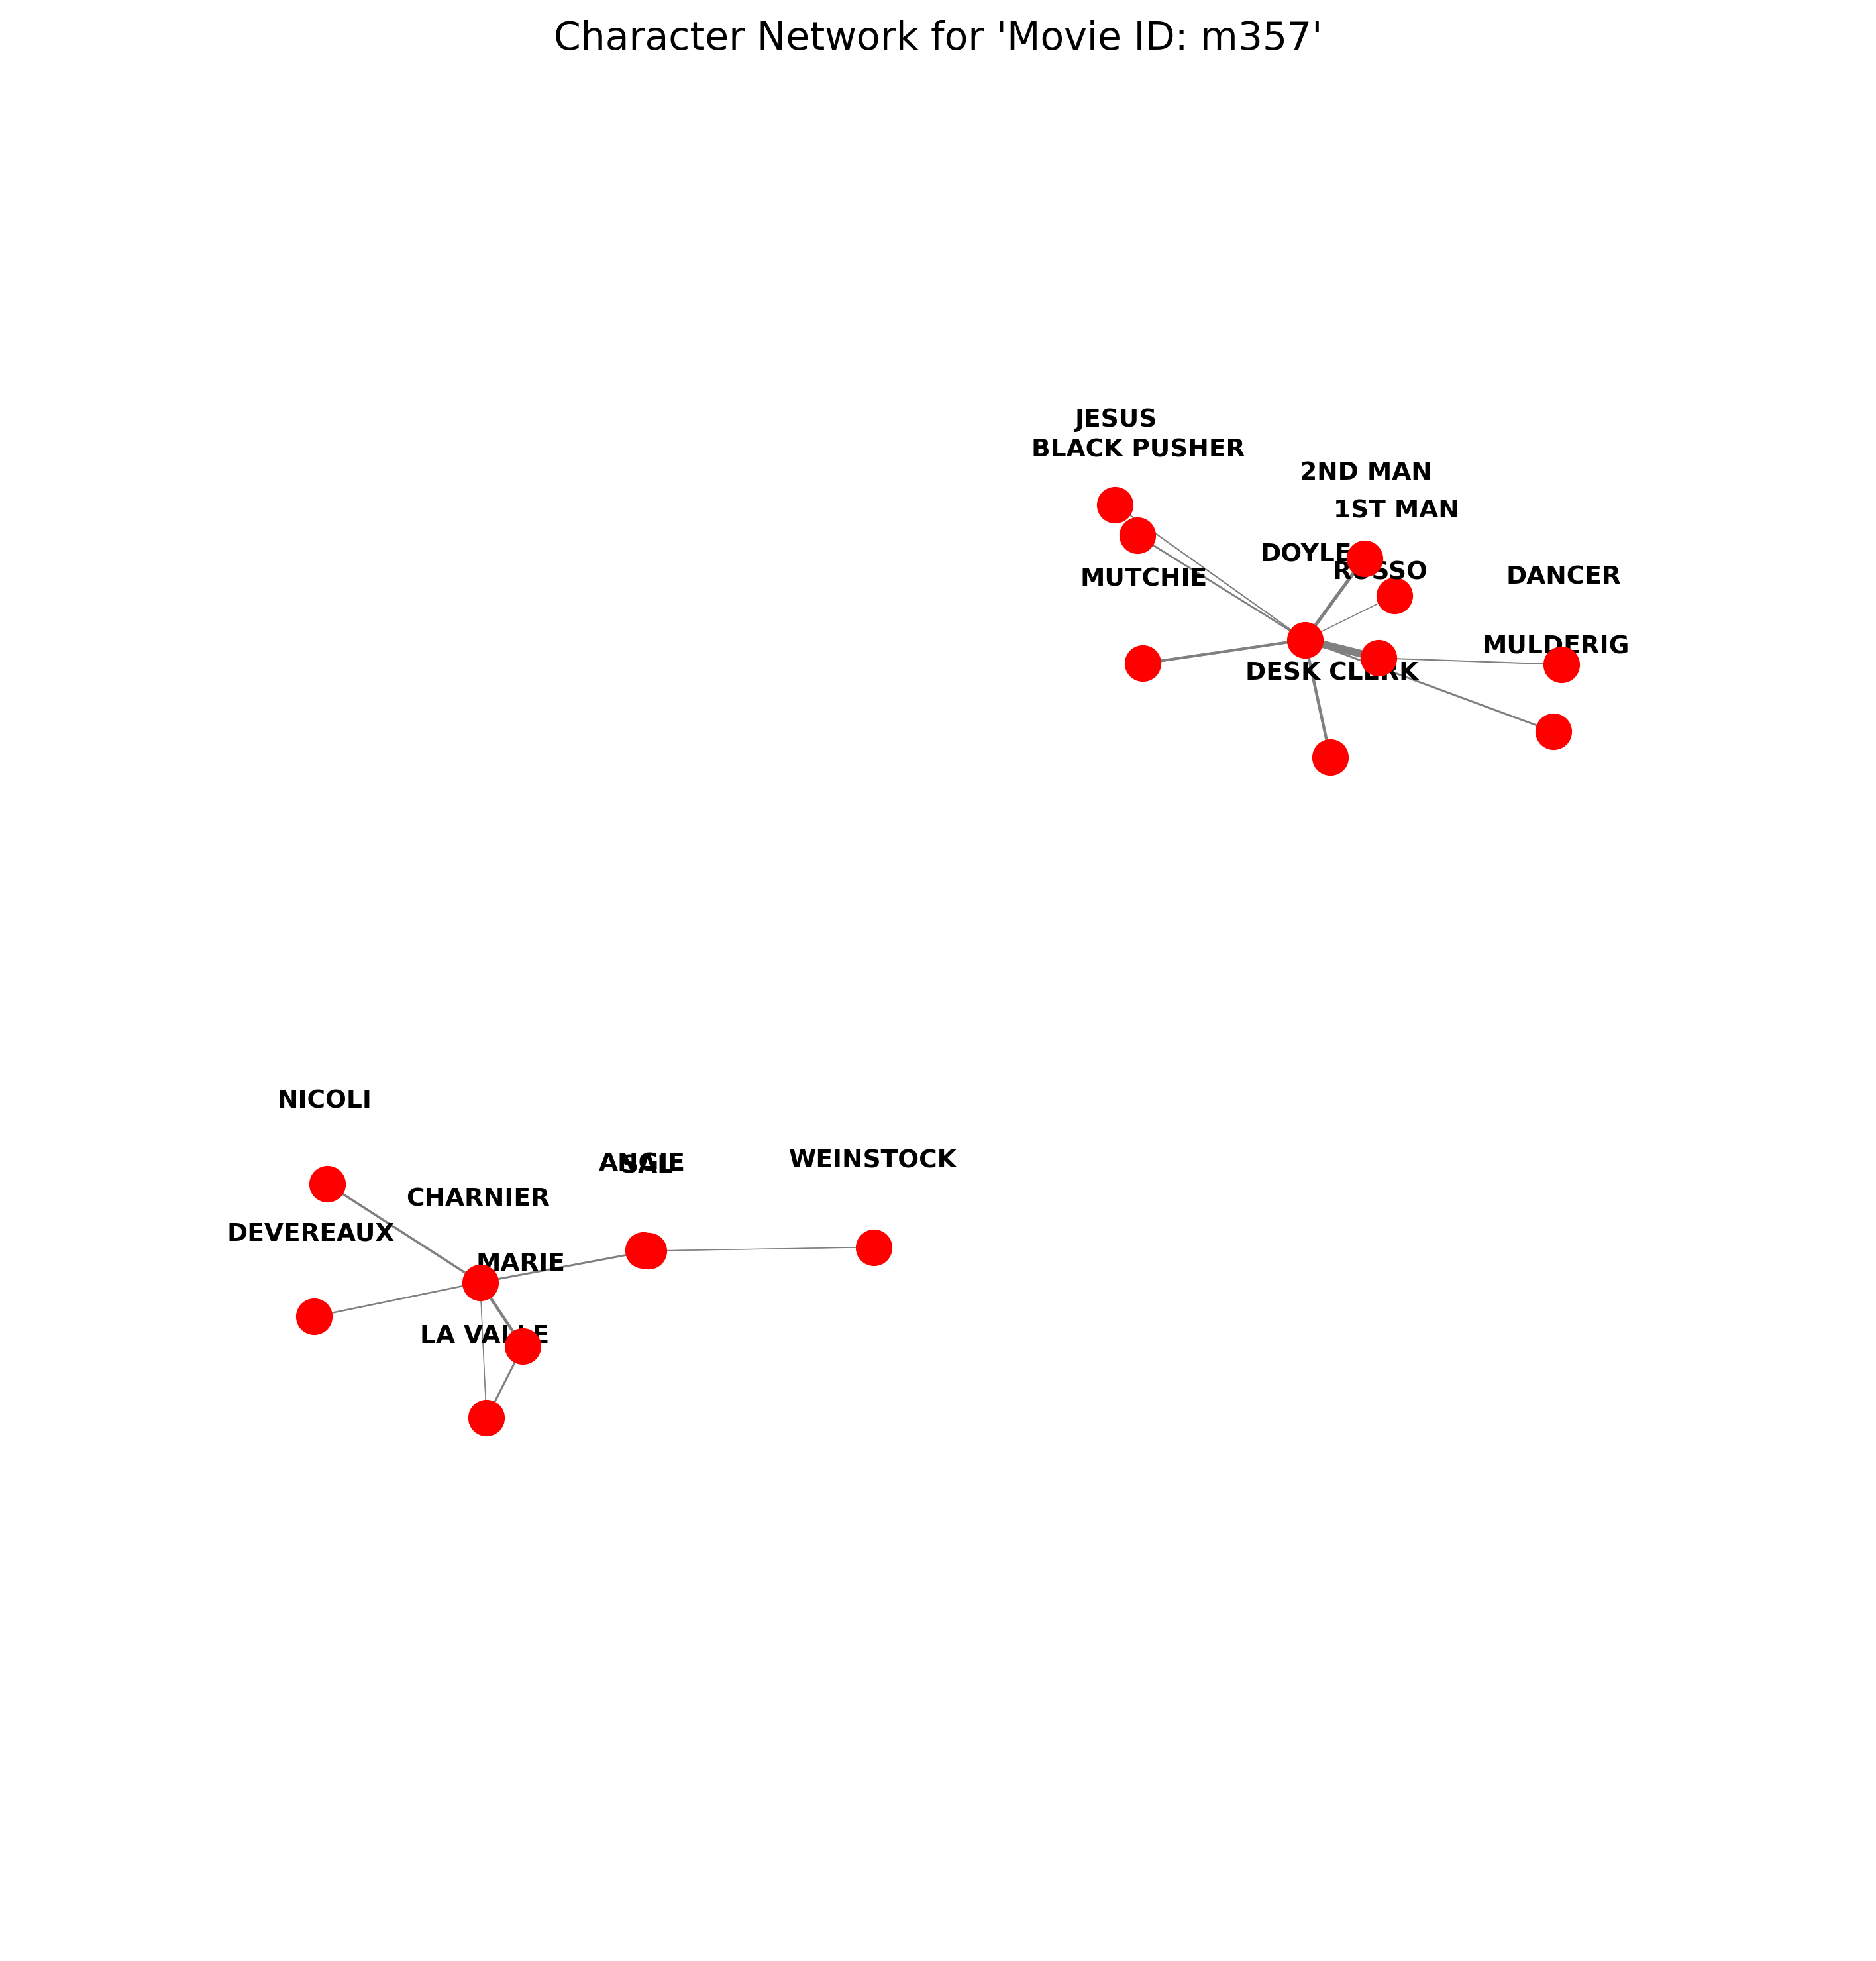 Character Network for 'Movie ID: m357'
JESUS
BLACK PUSHER
2ND MAN
1ST MAN
DOYLE
ROSSO
MUTCHIE
DANCER
MULDERIG
DESK CLERK
NICOLI
ANGIE
SAL
WEINSTOCK
CHARNIER
DEVEREAUX
MARIE
LA VALLE